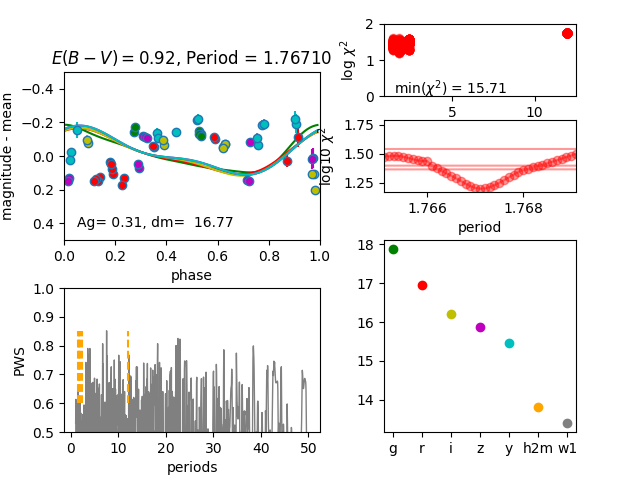 E(B − V) = 0.92, Period = 1.76710
magnitude - mean
−0.4
−0.2
0.0
0.2
0.4
Ag= 0.31, dm=  16.77
0.0 0.2 0.4 0.6 0.8 1.0
phase
log χ²
2
1
0
min(χ²) = 15.71
5 10
log10 χ²
1.75
1.50
1.25
1.766 1.768
period
PWS
1.0
0.9
0.8
0.7
0.6
0.5
0 10 20 30 40 50
periods
18
17
16
15
14
g r i z y h2m w1